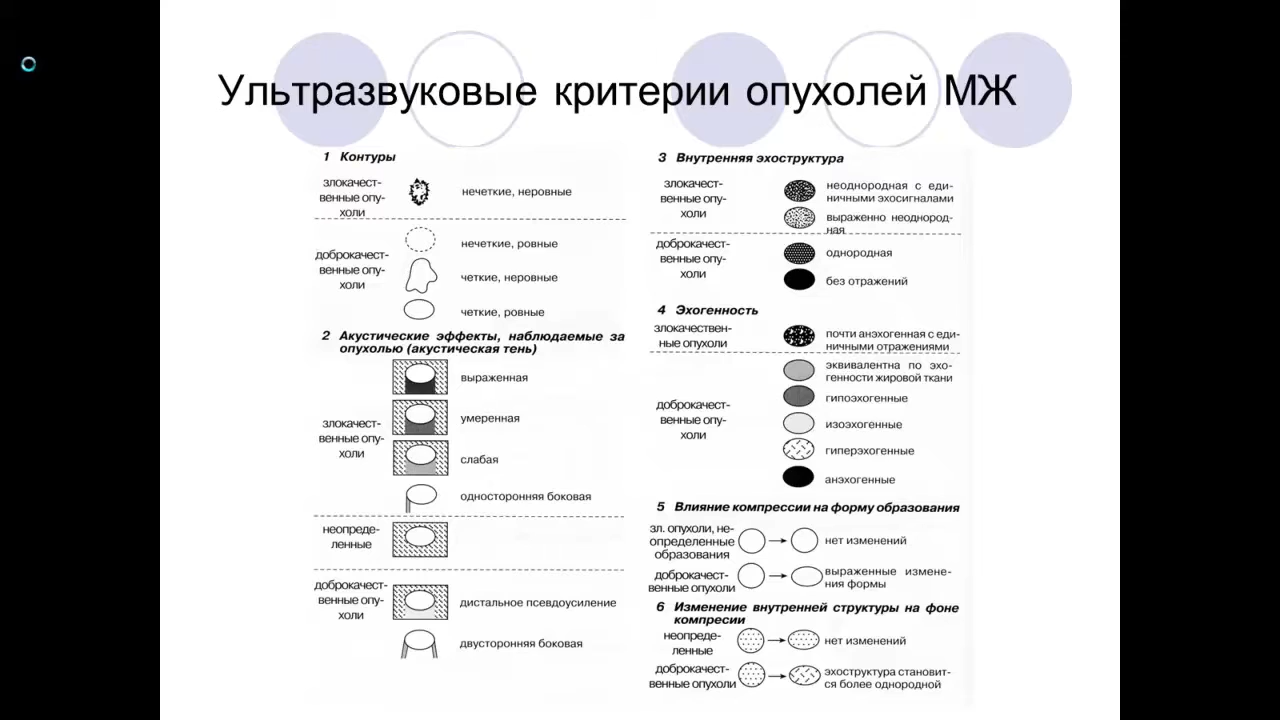 Ультразвуковые критерии опухолей МЖ
1 Контуры
злокачест-
венные опу-
холи
нечеткие, неровные
доброкачест-
венные опу-
холи
нечеткие, ровные
четкие, неровные
четкие, ровные
2 Акустические эффекты, наблюдаемые за
опухолью (акустическая тень)
злокачест-
венные опу-
холи
выраженная
умеренная
слабая
односторонняя боковая
неопреде-
ленные
доброкачест-
венные опу-
холи
дистальное псевдоусиление
двусторонняя боковая
3 Внутренняя эхоструктура
злокачест-
венные опу-
холи
неоднородная с еди-
ничными эхосигналами
выраженно неоднород-
ная
доброкачест-
венные опу-
холи
однородная
без отражений
4 Эхогенность
злокачествен-
ные опухоли
почти анэхогенная с еди-
ничными отражениями
доброкачест-
венные опу-
холи
эквивалентна по эхо-
генности жировой ткани
гипоэхогенные
изоэхогенные
гиперэхогенные
анэхогенные
5 Влияние компрессии на форму образования
зл. опухоли, не-
определенные
образования
нет изменений
доброкачест-
венные опухоли
выраженные измене-
ния формы
6 Изменение внутренней структуры на фоне
компресии
неопреде-
ленные
нет изменений
доброкачест-
венные опухоли
эхоструктура становит-
ся более однородной